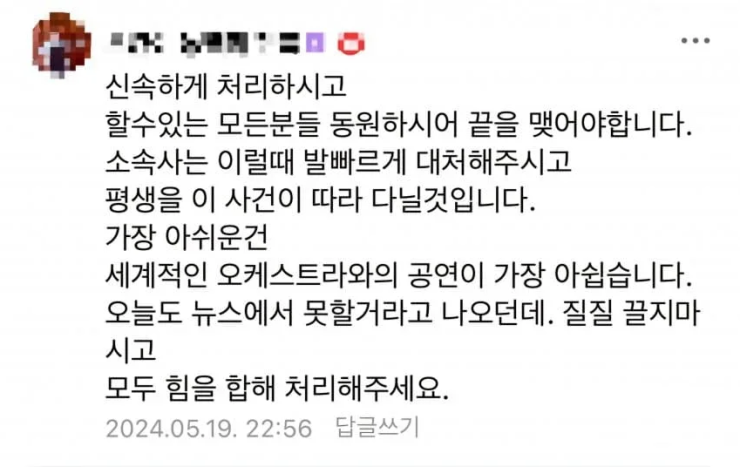 신속하게 처리하시고
할수있는 모든분들 동원하시어 끝을 맺어야합니다.
소속사는 이럴때 발빠르게 대처해주시고
평생을 이 사건이 따라 다닐것입니다.
가장 아쉬운건
세계적인 오케스트라와의 공연이 가장 아쉽습니다.
오늘도 뉴스에서 못할거라고 나오던데. 질질 끌지마
시고
모두 힘을 합해 처리해주세요.
2024.05.19. 22:56 답글쓰기